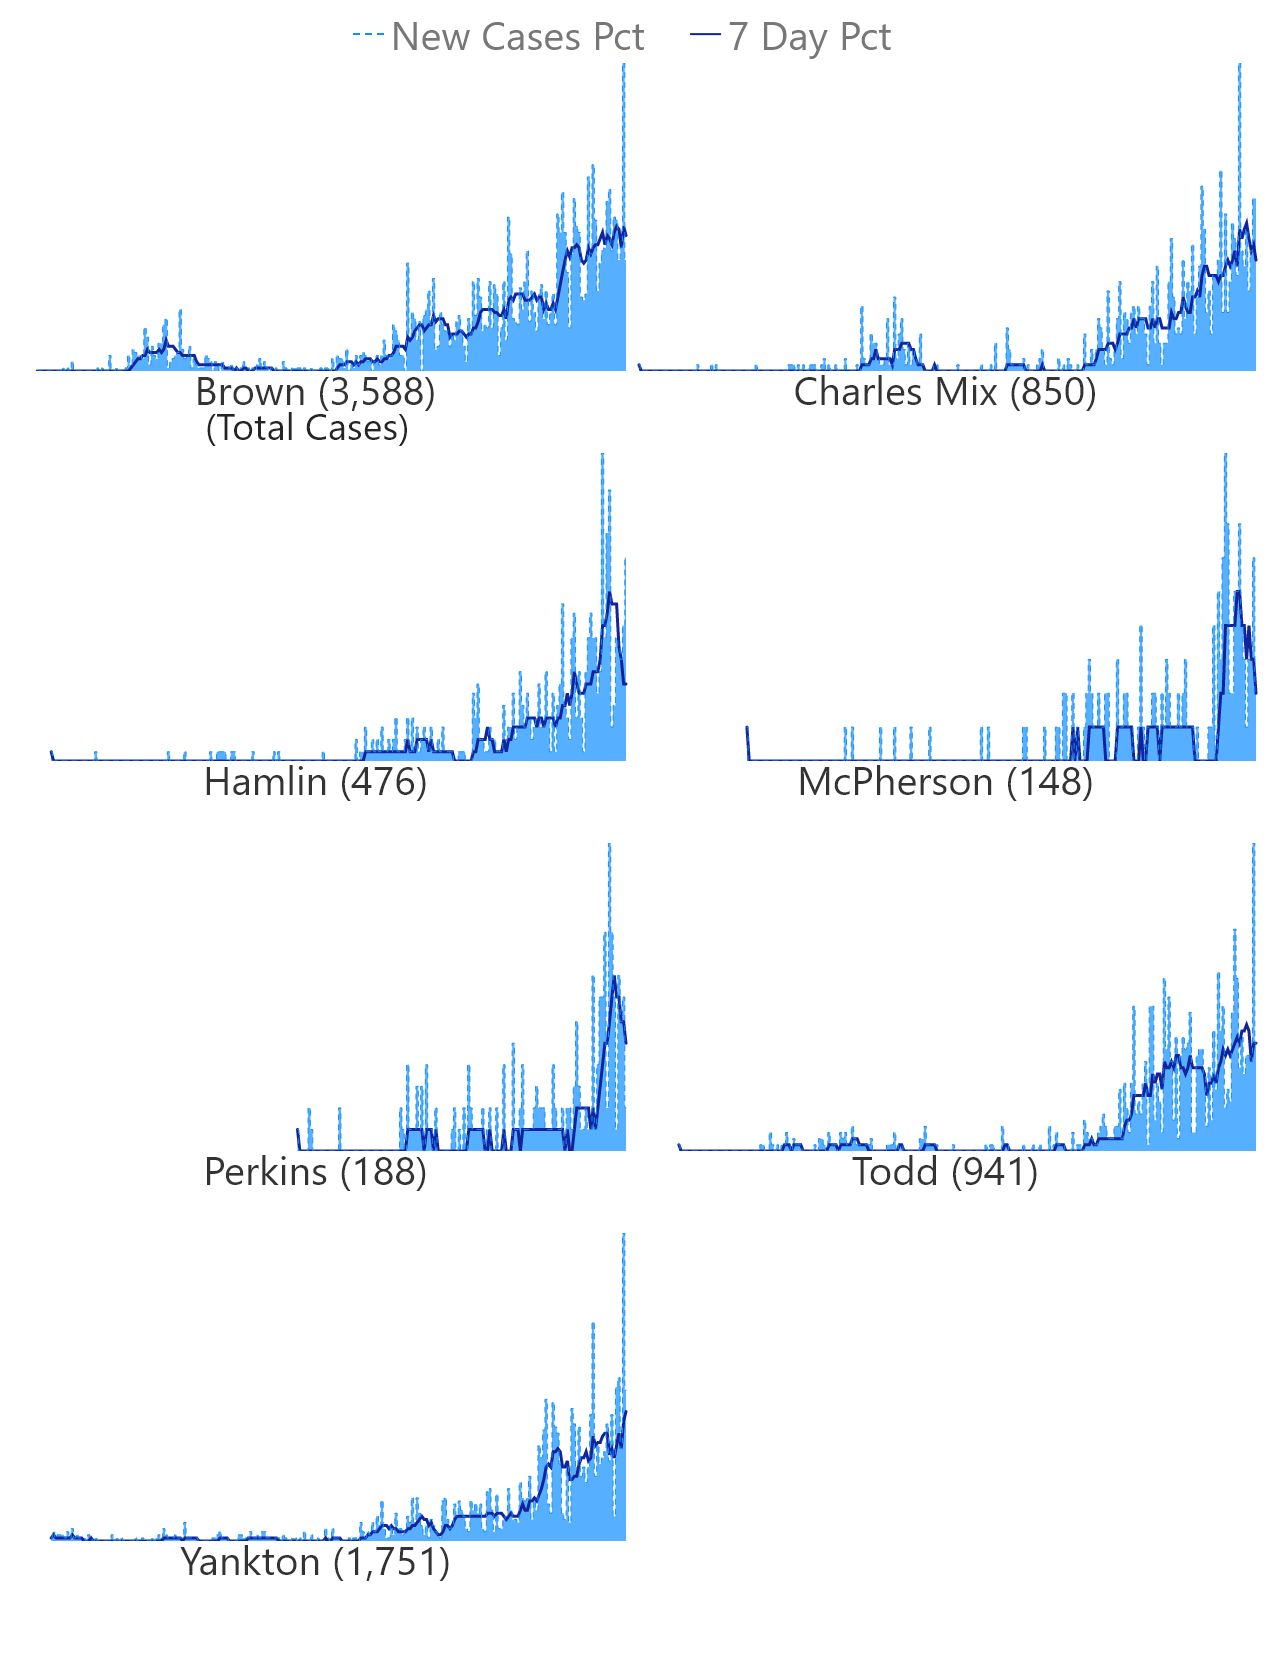 New Cases Pct 7 Day Pct
Brown (3,588)
(Total Cases)
Charles Mix (850)
Hamlin (476)
McPherson (148)
Perkins (188)
Todd (941)
Yankton (1,751)